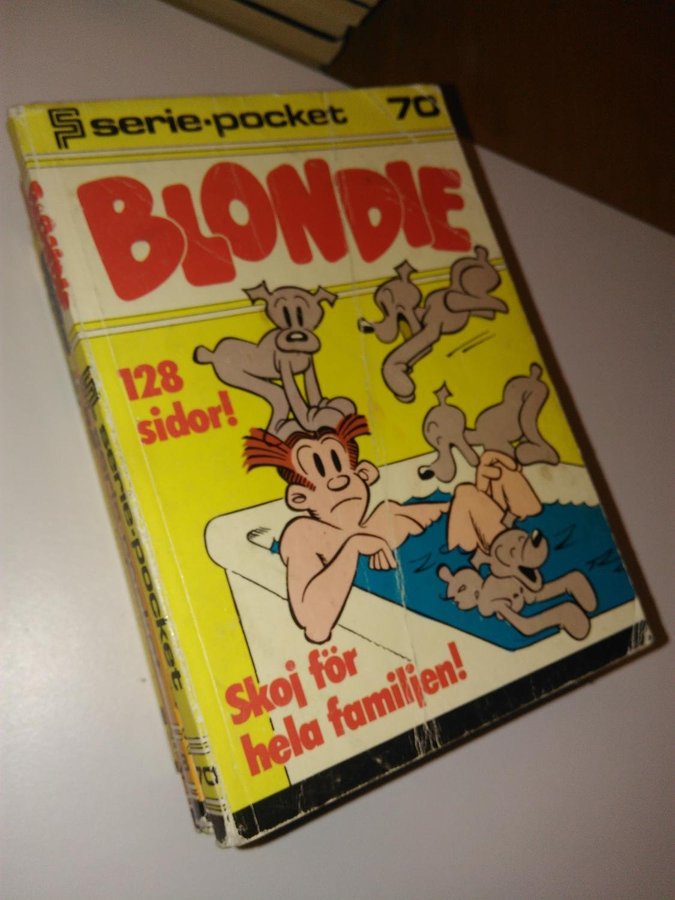 serie-pocket 70
BLONDIE
128
sidor!
Skoj för
hela familjen!
serie-pocket
70